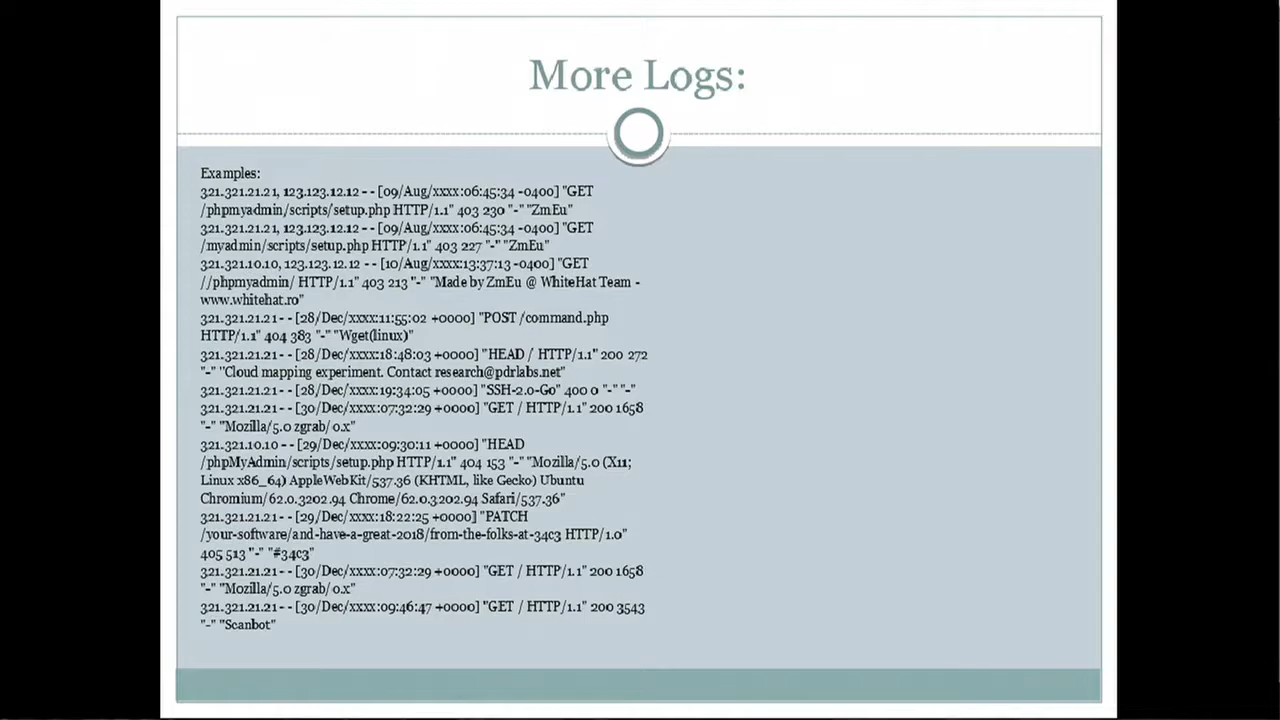 More Logs:
Examples:
321.321.21.21, 123.123.12.12 - - [09/Aug/xxxx:06:45:34 -0400] "GET
/phpmyadmin/scripts/setup.php HTTP/1.1" 403 230 "-" "ZmEu"
321.321.21.21, 123.123.12.12 - - [09/Aug/xxxx:06:45:34 -0400] "GET
/myadmin/scripts/setup.php HTTP/1.1" 403 227 "-" "ZmEu"
321.321.10.10, 123.123.12.12 - - [10/Aug/xxxx:13:37:13 -0400] "GET
//phpmyadmin/ HTTP/1.1" 403 213 "-" "Made by ZmEu @ WhiteHat Team -
www.whitehat.ro"
321.321.21.21 - - [28/Dec/xxxx:11:55:02 +0000] "POST /command.php
HTTP/1.1" 404 383 "-" "Wget(linux)"
321.321.21.21 - - [28/Dec/xxxx:18:48:03 +0000] "HEAD / HTTP/1.1" 200 272
"-" "Cloud mapping experiment. Contact research@pdrlabs.net"
321.321.21.21 - - [28/Dec/xxxx:19:34:05 +0000] "SSH-2.0-Go" 400 0 "-" "-"
321.321.21.21 - - [30/Dec/xxxx:07:32:29 +0000] "GET / HTTP/1.1" 200 1658
"-" "Mozilla/5.0 zgrab/0.x"
321.321.10.10 - - [29/Dec/xxxx:09:30:11 +0000] "HEAD
/phpMyAdmin/scripts/setup.php HTTP/1.1" 404 153 "-" "Mozilla/5.0 (X11;
Linux x86_64) AppleWebKit/537.36 (KHTML, like Gecko) Ubuntu
Chromium/62.0.3202.94 Chrome/62.0.3202.94 Safari/537.36"
321.321.21.21 - - [29/Dec/xxxx:18:22:25 +0000] "PATCH
/your-software/and-have-a-great-2018/from-the-folks-at-34c3 HTTP/1.0"
405 513 "-" "#34c3"
321.321.21.21 - - [30/Dec/xxxx:07:32:29 +0000] "GET / HTTP/1.1" 200 1658
"-" "Mozilla/5.0 zgrab/0.x"
321.321.21.21 - - [30/Dec/xxxx:09:46:47 +0000] "GET / HTTP/1.1" 200 3543
"-" "Scanbot"